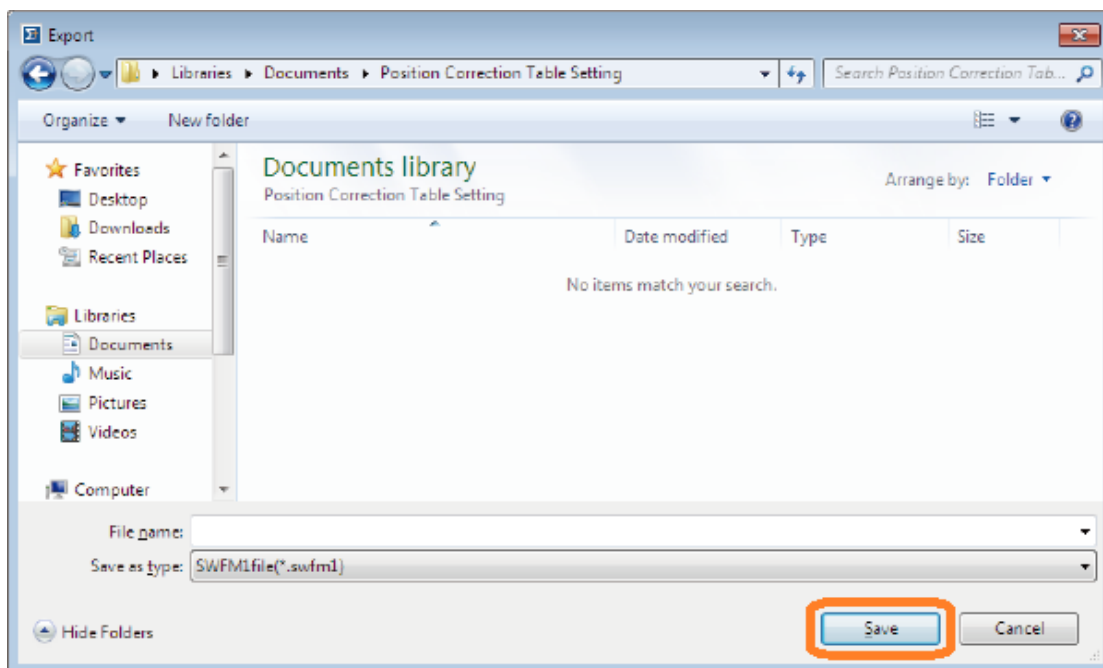 Export
Libraries Documents Position Correction Table Setting Search Position Correction Tab...
Organize New folder
Favorites
Desktop
Downloads
Recent Places
Libraries
Documents
Music
Pictures
Videos
Computer
Documents library
Position Correction Table Setting
Arrange by: Folder
Name Date modified Type Size
No items match your search.
File name:
Save as type: SWFM1file(*.swfm1)
Hide Folders Save Cancel